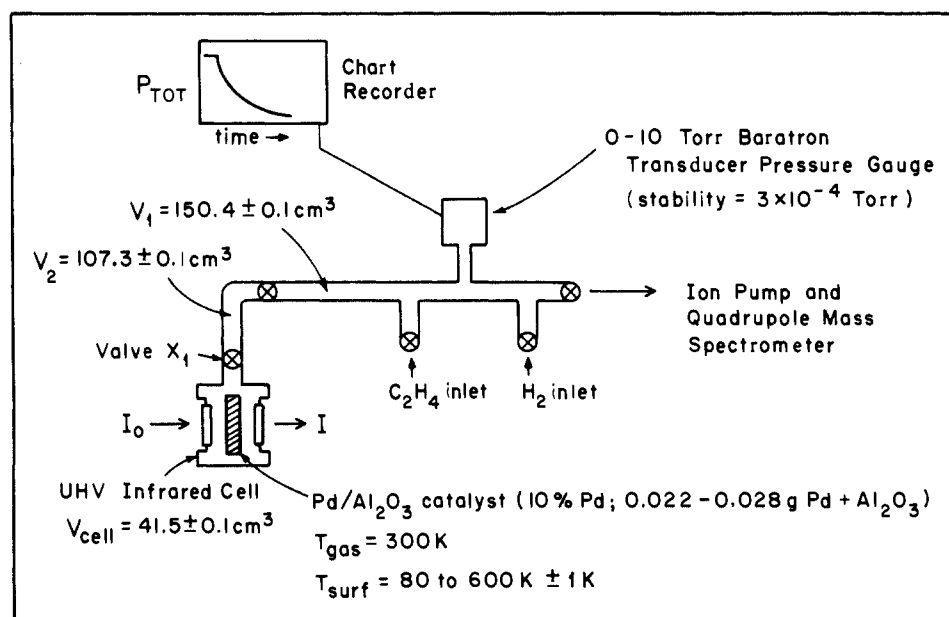 P_TOT
Chart
Recorder
time →
0-10 Torr Baratron
Transducer Pressure Gauge
(stability = 3×10⁻⁴ Torr)
V₁ = 150.4 ± 0.1 cm³
V₂ = 107.3 ± 0.1 cm³
Ion Pump and
Quadrupole Mass
Spectrometer
Valve X₁
C₂H₄ inlet
H₂ inlet
I₀
I
UHV Infrared Cell
V_cell = 41.5 ± 0.1 cm³
Pd/Al₂O₃ catalyst (10% Pd; 0.022 - 0.028 g Pd + Al₂O₃)
T_gas = 300 K
T_surf = 80 to 600 K ± 1 K